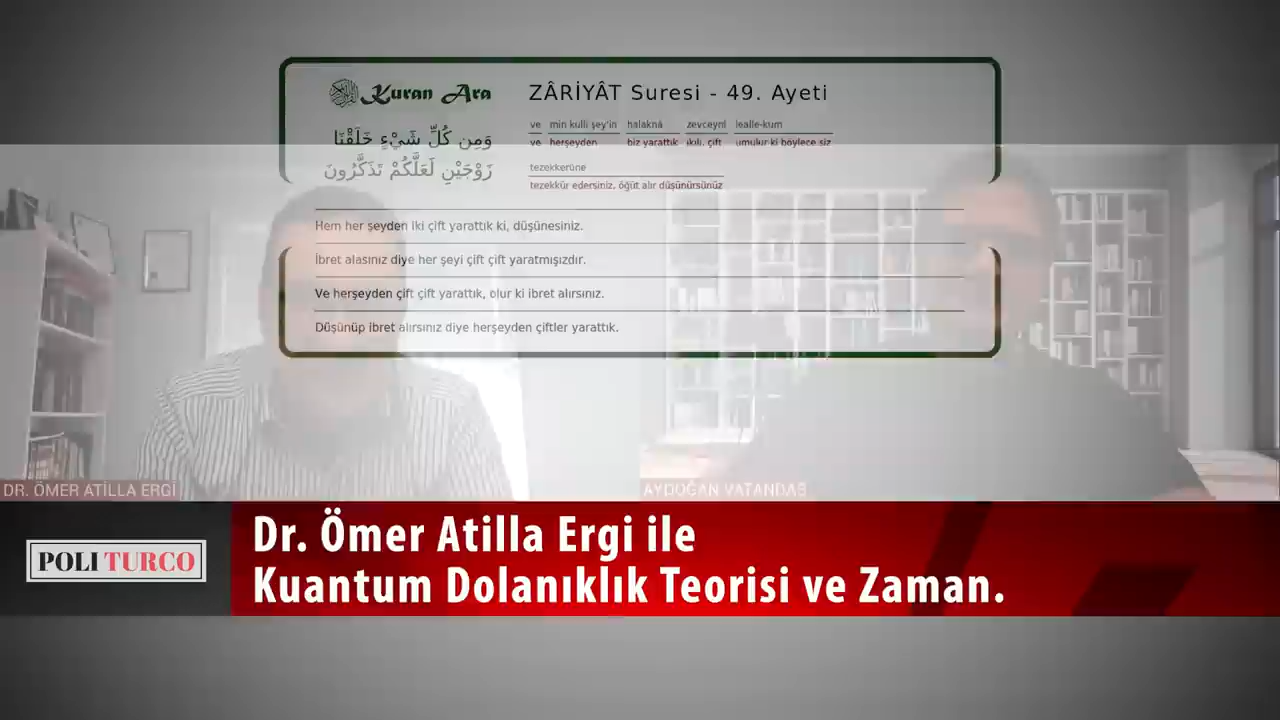 Kuran Ara
ZÂRİYÂT Suresi - 49. Ayeti
وَمِن كُلِّ شَيْءٍ خَلَقْنَا
زَوْجَيْنِ لَعَلَّكُمْ تَذَكَّرُونَ
ve min kulli şey'in halaknâ zevceynî lealle-kum
ve herşeyden biz yarattık ikili, çift umulur ki böylece siz
tezekkerûne
tezekkür edersiniz, öğüt alır düşünürsünüz
Hem her şeyden iki çift yarattık ki, düşünesiniz.
İbret alasınız diye her şeyi çift çift yaratmışızdır.
Ve herşeyden çift çift yarattık, olur ki ibret alırsınız.
Düşünüp ibret alırsınız diye herşeyden çiftler yarattık.
DR. ÖMER ATİLLA ERGİ
AYDOĞAN VATANDAŞ
POLITURCO
Dr. Ömer Atilla Ergi ile
Kuantum Dolanıklık Teorisi ve Zaman.